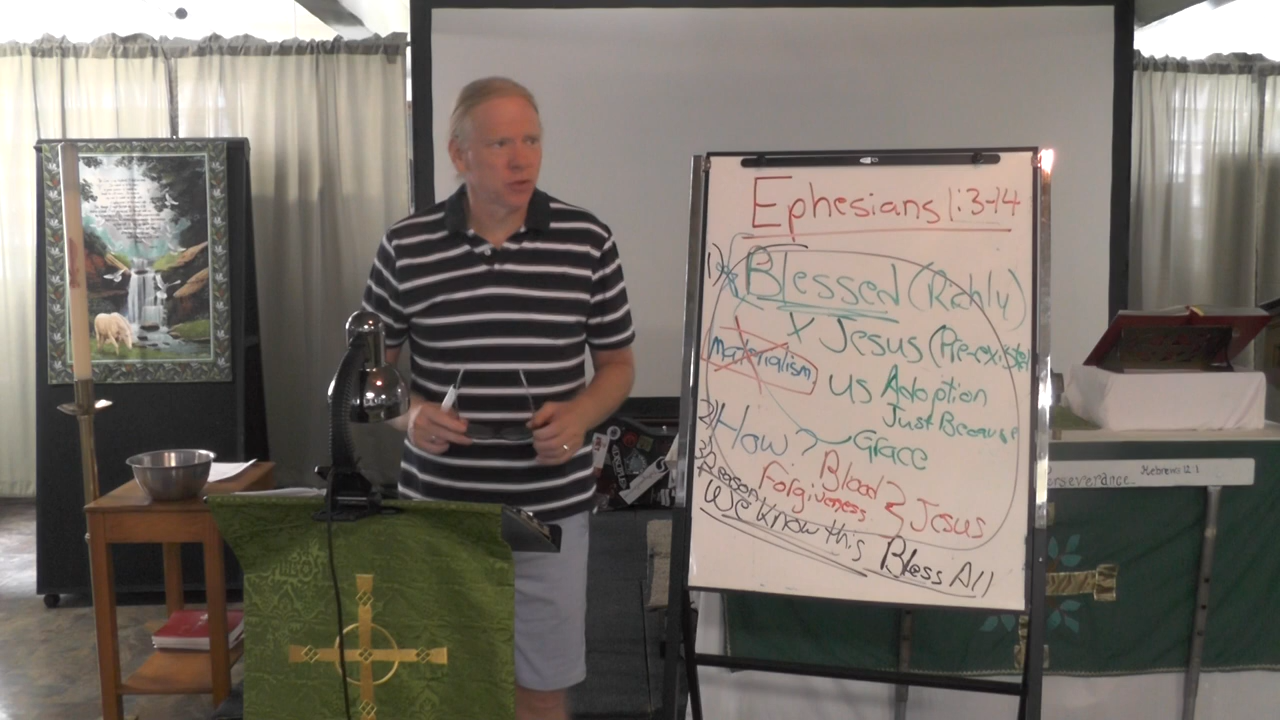 Ephesians 1:3-14
1) Blessed (Richly)
X Jesus (Pre-existed
materialism
us Adoption
Just Because
2) How? Grace
3) Reason
Blood
Forgiveness
Jesus
We Know this Bless All
Perseverance Hebrews 12:1